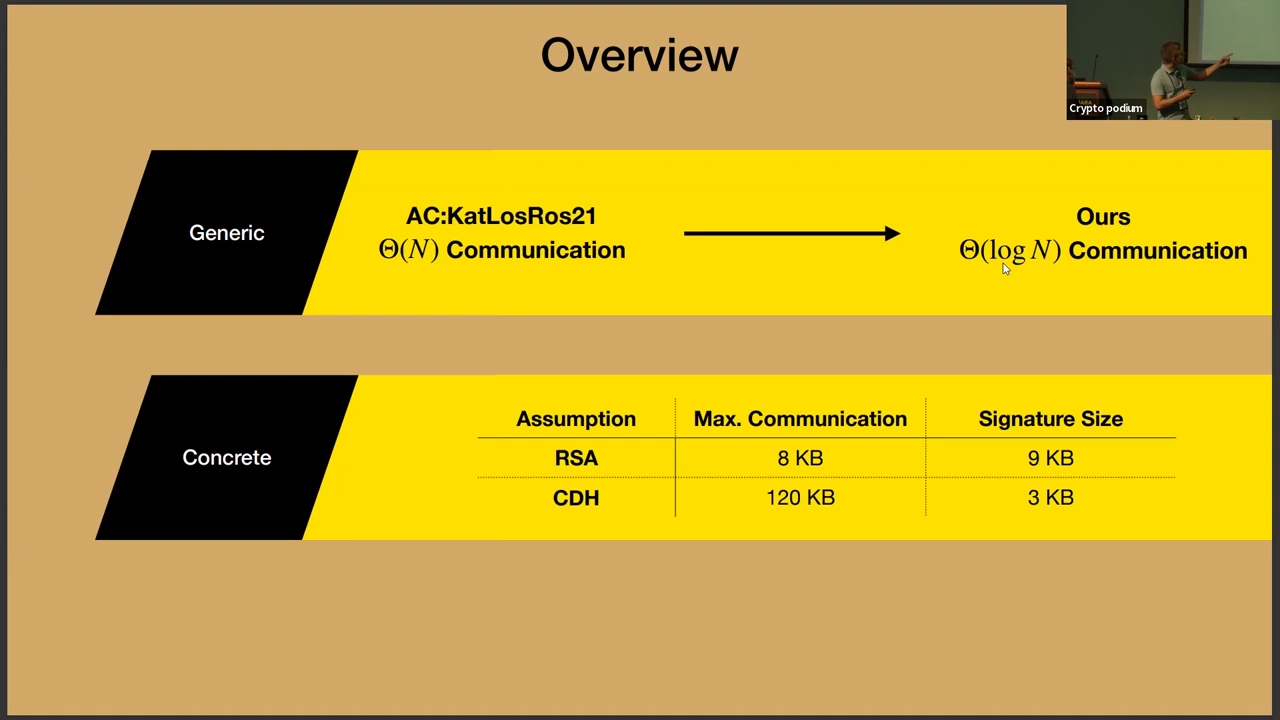 Overview
Crypto podium
Generic
AC:KatLosRos21
Θ(N) Communication
Ours
Θ(log N) Communication
Concrete
Assumption Max. Communication Signature Size
RSA 8 KB 9 KB
CDH 120 KB 3 KB